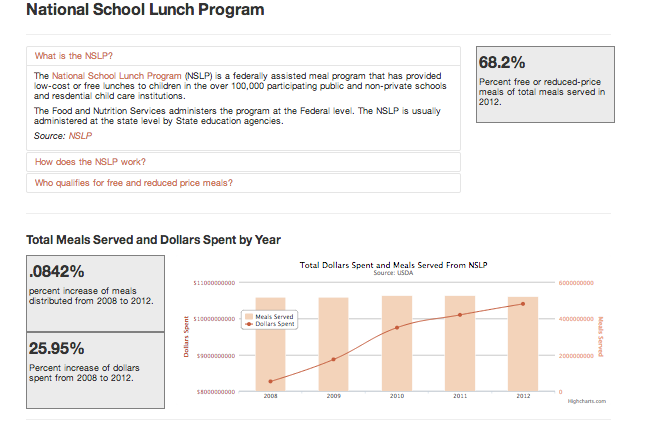 National School Lunch Program
What is the NSLP?
The National School Lunch Program (NSLP) is a federally assisted meal program that has provided
low-cost or free lunches to children in the over 100,000 participating public and non-private schools
and resdential child care institutions.
The Food and Nutrition Services administers the program at the Federal level. The NSLP is usually
administered at the state level by State education agencies.
Source: NSLP
How does the NSLP work?
Who qualifies for free and reduced price meals?
68.2%
Percent free or reduced-price
meals of total meals served in
2012.
Total Meals Served and Dollars Spent by Year
.0842%
percent increase of meals
distributed from 2008 to 2012.
25.95%
Percent increase of dollars
spent from 2008 to 2012.
Total Dollars Spent and Meals Served From NSLP
Source: USDA
Dollars Spent
$11000000000
$10000000000
$9000000000
$8000000000
Meals Served
Dollars Spent
6000000000
4000000000
2000000000
0
Meals Served
2008 2009 2010 2011 2012
Highcharts.com